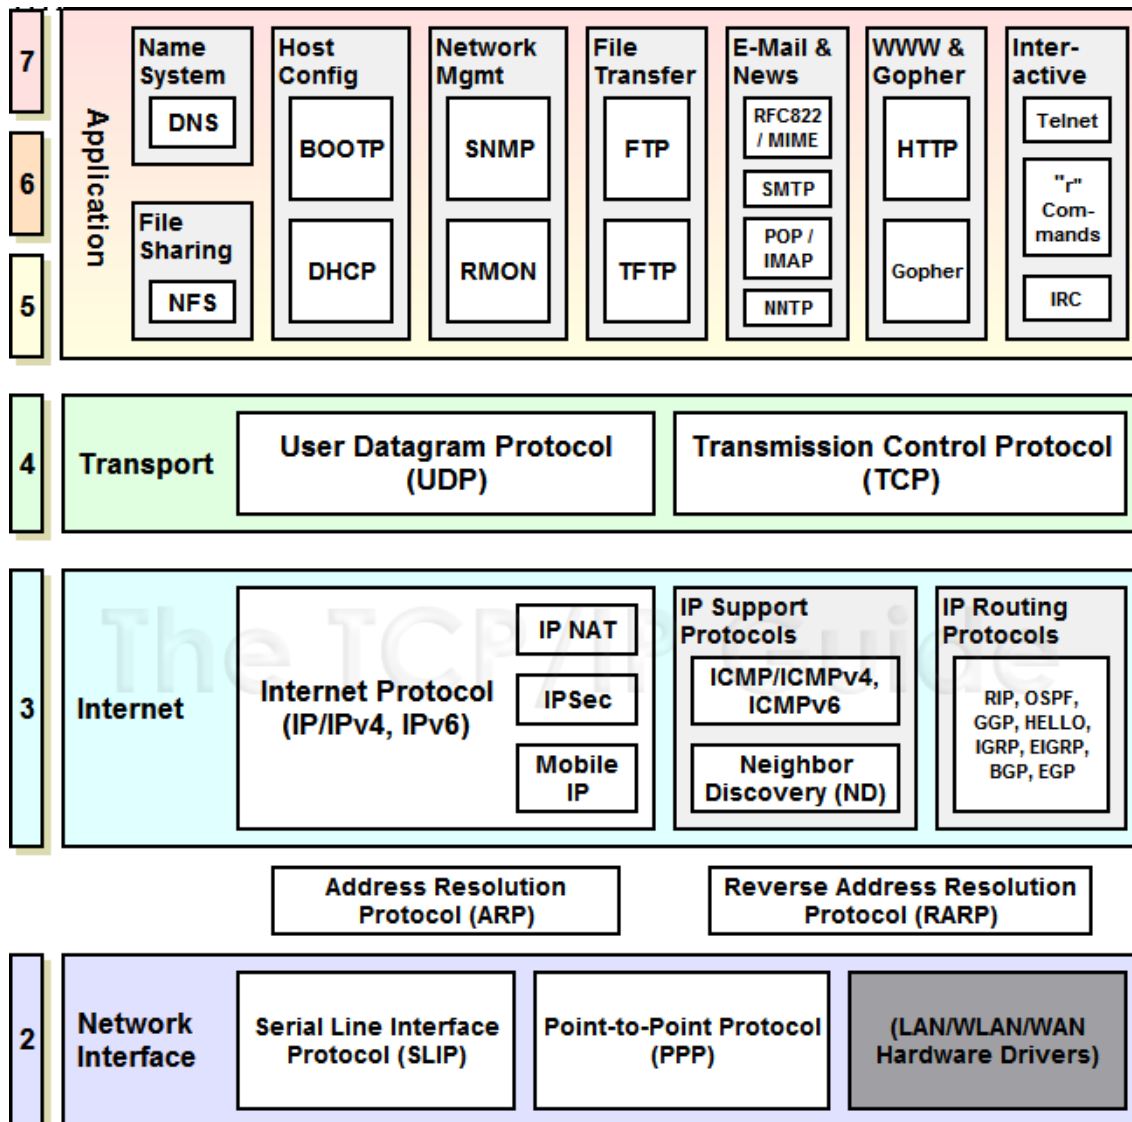 7
6
5
Application
Name
System
DNS
File
Sharing
NFS
Host
Config
BOOTP
DHCP
Network
Mgmt
SNMP
RMON
File
Transfer
FTP
TFTP
E-Mail &
News
RFC822
/ MIME
SMTP
POP /
IMAP
NNTP
WWW &
Gopher
HTTP
Gopher
Inter-
active
Telnet
"r"
Com-
mands
IRC
4
Transport
User Datagram Protocol
(UDP)
Transmission Control Protocol
(TCP)
The TCP/IP Guide
3
Internet
Internet Protocol
(IP/IPv4, IPv6)
IP NAT
IPSec
Mobile
IP
IP Support
Protocols
ICMP/ICMPv4,
ICMPv6
Neighbor
Discovery (ND)
IP Routing
Protocols
RIP, OSPF,
GGP, HELLO,
IGRP, EIGRP,
BGP, EGP
Address Resolution
Protocol (ARP)
Reverse Address Resolution
Protocol (RARP)
2
Network
Interface
Serial Line Interface
Protocol (SLIP)
Point-to-Point Protocol
(PPP)
(LAN/WLAN/WAN
Hardware Drivers)